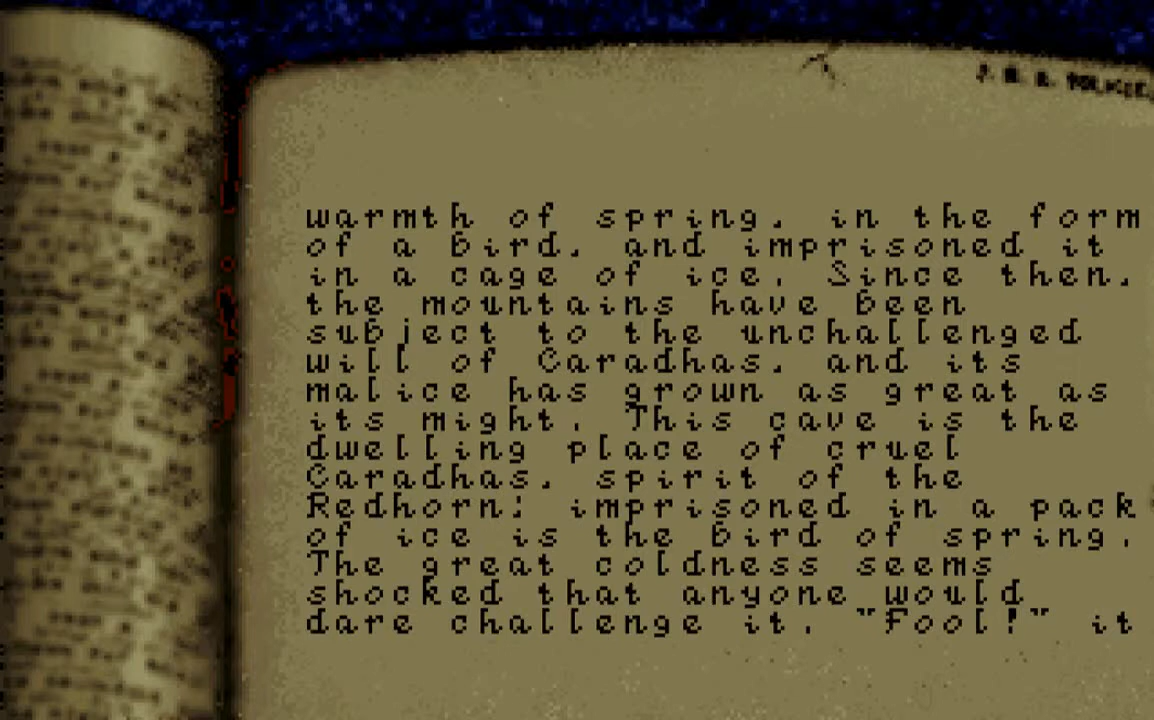 J. R. R. TOLKIE
warmth of spring, in the form
of a bird, and imprisoned it
in a cage of ice. Since then,
the mountains have been
subject to the unchallenged
will of Caradhas, and its
malice has grown as great as
its might. This cave is the
dwelling place of cruel
Caradhas, spirit of the
Redhorn; imprisoned in a pack
of ice is the bird of spring.
The great coldness seems
shocked that anyone would
dare challenge it. "Fool!" it